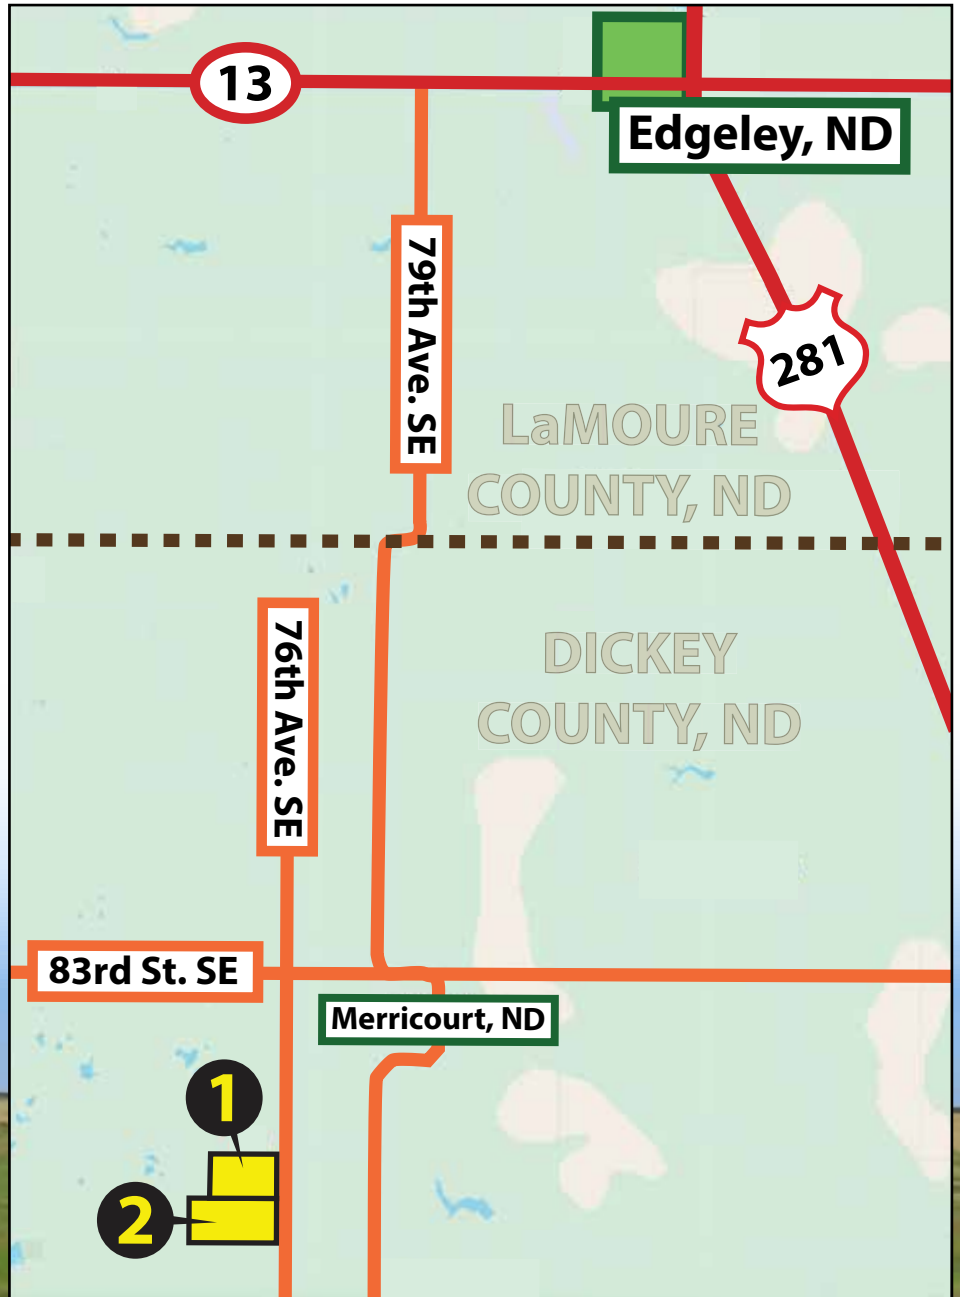 13
Edgeley, ND
79th Ave. SE
281
LaMOURE
COUNTY, ND
76th Ave. SE
DICKEY
COUNTY, ND
83rd St. SE
Merricourt, ND
1
2